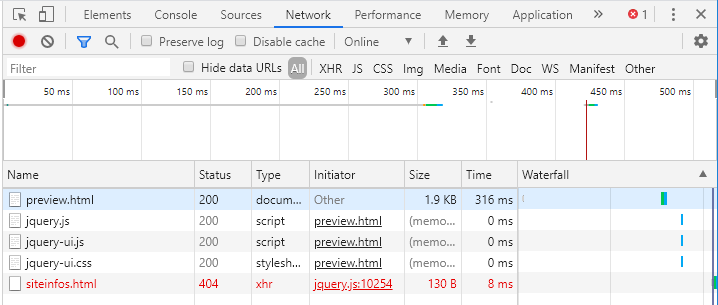 Elements Console Sources Network Performance Memory Application » 1
Preserve log Disable cache Online
Filter Hide data URLs All XHR JS CSS Img Media Font Doc WS Manifest Other
50 ms 100 ms 150 ms 200 ms 250 ms 300 ms 350 ms 400 ms 450 ms 500 ms
Name Status Type Initiator Size Time Waterfall
preview.html 200 docum... Other 1.9 KB 316 ms
jquery.js 200 script preview.html (memo... 0 ms
jquery-ui.js 200 script preview.html (memo... 0 ms
jquery-ui.css 200 stylesh... preview.html (memo... 0 ms
siteinfos.html 404 xhr jquery.js:10254 130 B 8 ms